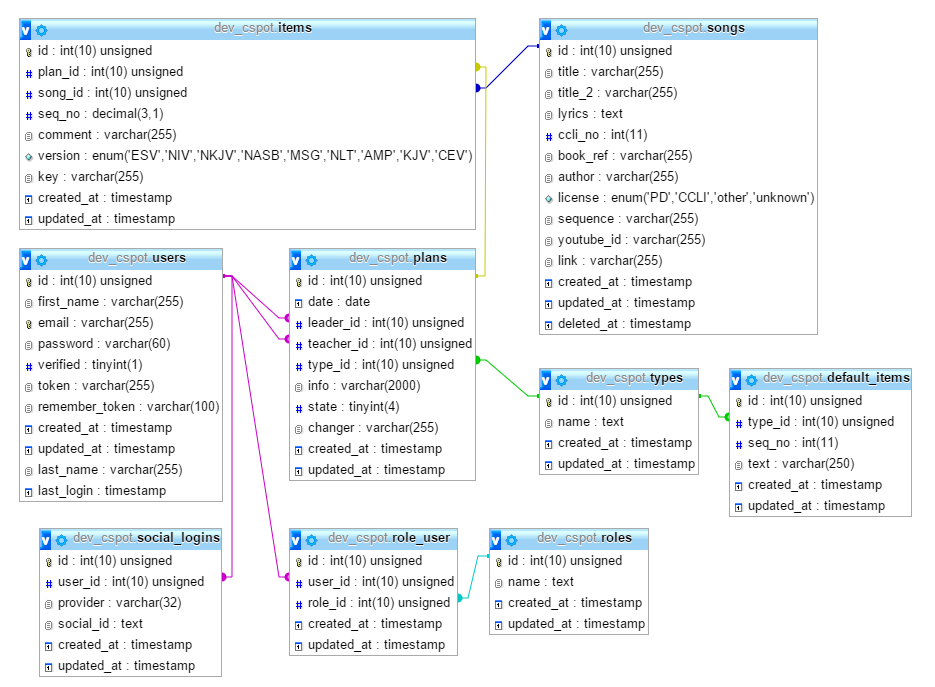 dev_cspot.items
id : int(10) unsigned
plan_id : int(10) unsigned
song_id : int(10) unsigned
seq_no : decimal(3,1)
comment : varchar(255)
version : enum('ESV','NIV','NKJV','NASB','MSG','NLT','AMP','KJV','CEV')
key : varchar(255)
created_at : timestamp
updated_at : timestamp
dev_cspot.songs
id : int(10) unsigned
title : varchar(255)
title_2 : varchar(255)
lyrics : text
ccli_no : int(11)
book_ref : varchar(255)
author : varchar(255)
license : enum('PD','CCLI','other','unknown')
sequence : varchar(255)
youtube_id : varchar(255)
link : varchar(255)
created_at : timestamp
updated_at : timestamp
deleted_at : timestamp
dev_cspot.users
id : int(10) unsigned
first_name : varchar(255)
email : varchar(255)
password : varchar(60)
verified : tinyint(1)
token : varchar(255)
remember_token : varchar(100)
created_at : timestamp
updated_at : timestamp
last_name : varchar(255)
last_login : timestamp
dev_cspot.plans
id : int(10) unsigned
date : date
leader_id : int(10) unsigned
teacher_id : int(10) unsigned
type_id : int(10) unsigned
info : varchar(2000)
state : tinyint(4)
changer : varchar(255)
created_at : timestamp
updated_at : timestamp
dev_cspot.types
id : int(10) unsigned
name : text
created_at : timestamp
updated_at : timestamp
dev_cspot.default_items
id : int(10) unsigned
type_id : int(10) unsigned
seq_no : int(11)
text : varchar(250)
created_at : timestamp
updated_at : timestamp
dev_cspot.social_logins
id : int(10) unsigned
user_id : int(10) unsigned
provider : varchar(32)
social_id : text
created_at : timestamp
updated_at : timestamp
dev_cspot.role_user
id : int(10) unsigned
user_id : int(10) unsigned
role_id : int(10) unsigned
created_at : timestamp
updated_at : timestamp
dev_cspot.roles
id : int(10) unsigned
name : text
created_at : timestamp
updated_at : timestamp